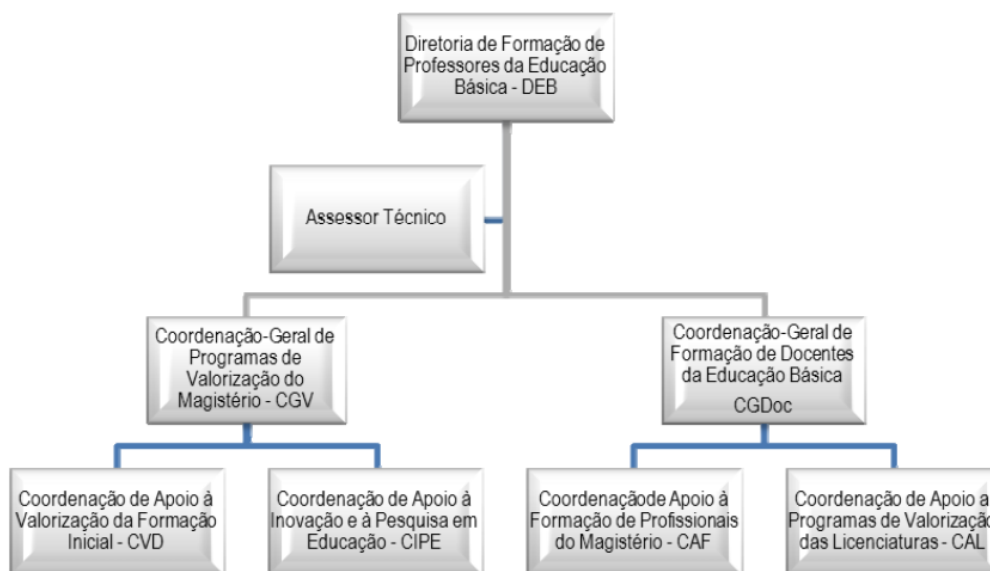 Diretoria de Formação de
Professores da Educação
Básica - DEB
Assessor Técnico
Coordenação-Geral de
Programas de
Valorização do
Magistério - CGV
Coordenação-Geral de
Formação de Docentes
da Educação Básica
CGDoc
Coordenação de Apoio à
Valorização da Formação
Inicial - CVD
Coordenação de Apoio à
Inovação e à Pesquisa em
Educação - CIPE
Coordenaçãode Apoio à
Formação de Profissionais
do Magistério - CAF
Coordenação de Apoio a
Programas de Valorização
das Licenciaturas - CAL